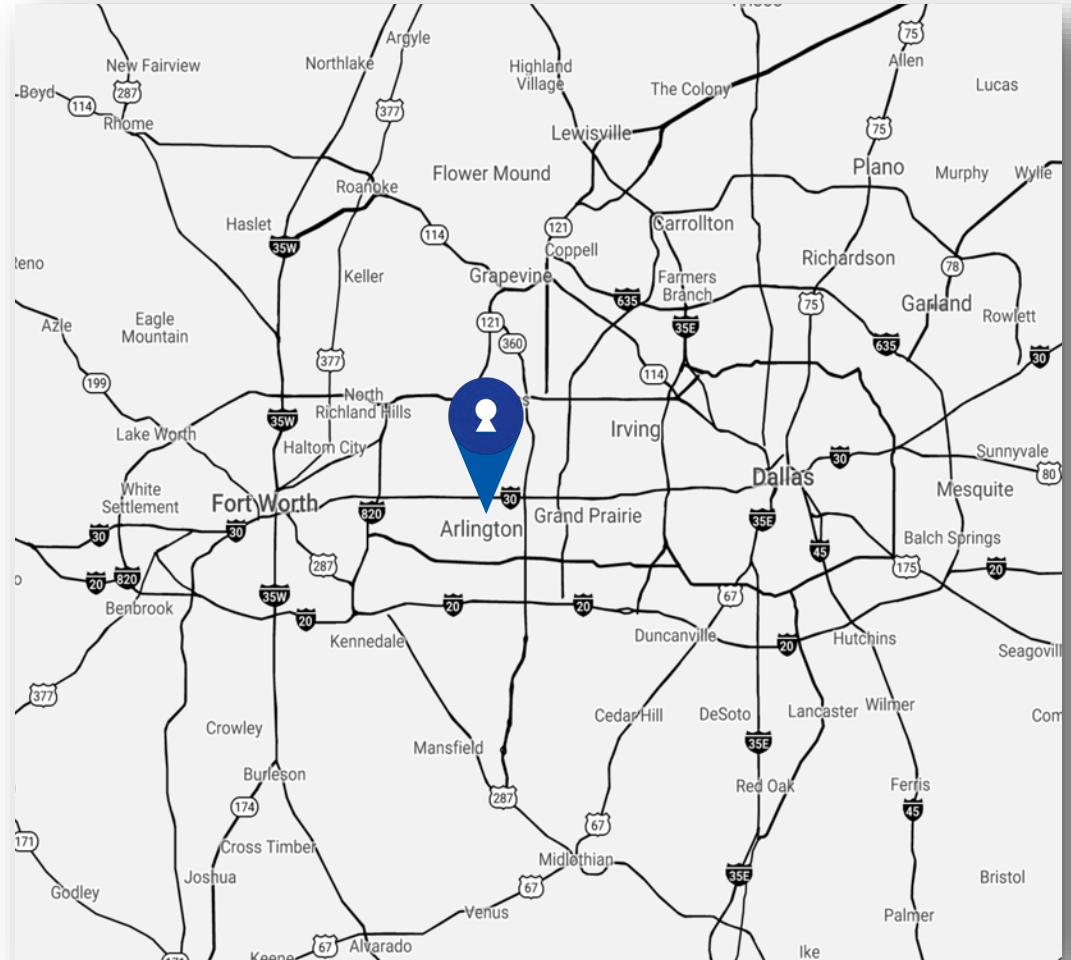 Argyle
75
New Fairview
Northlake
Highland
Village
Allen
287
The Colony
Lucas
Boyd
114
377
Rhome
75
Lewisville
Plano
Flower Mound
Murphy
Wylie
Roanoke
Haslet
121
Carrollton
114
35W
Coppell
Richardson
78
Keller
Grapevine
Farmers
Branch
635
75
Garland
Rowlett
Azle
Eagle
Mountain
121
35E
360
635
30
377
114
199
North
Richland Hills
s
35W
Lake Worth
Haltom City
Irving
30
Sunnyvale
80
Dallas
White
Settlement
Fort Worth
30
Mesquite
820
Arlington
Grand Prairie
35E
30
30
45
Balch Springs
287
175
20
20
820
35W
67
Benbrook
20
20
20
Kennedale
Duncanville
20
Hutchins
377
Crowley
Cedar Hill
DeSoto
Lancaster
Wilmer
Mansfield
35E
Burleson
Red Oak
Ferris
287
174
45
67
171
Cross Timber
Midlothian
Joshua
35E
Bristol
Godley
67
Venus
Palmer
67
Alvarado
Ike